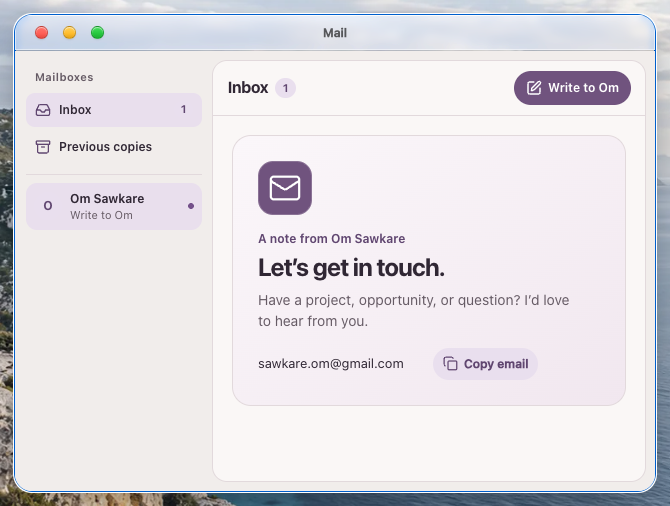 Mail
Mailboxes
Inbox 1
Previous copies
O Om Sawkare
Write to Om
Inbox 1
Write to Om
A note from Om Sawkare
Let's get in touch.
Have a project, opportunity, or question? I'd love
to hear from you.
sawkare.om@gmail.com Copy email